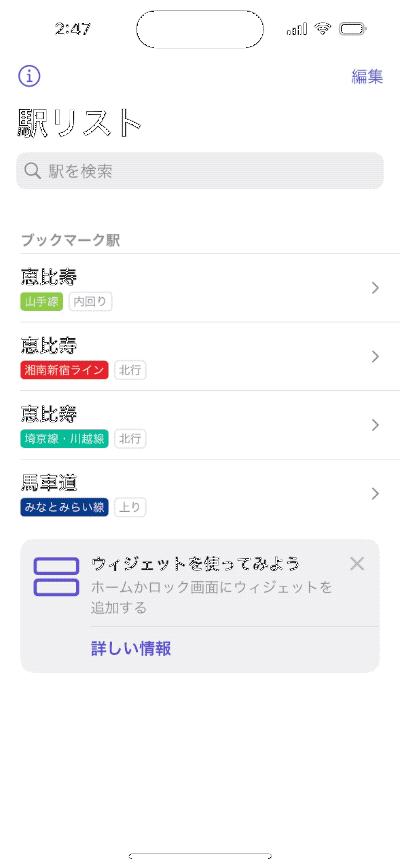 2:47
編集
駅リスト
駅を検索
ブックマーク駅
恵比寿
山手線 内回り
恵比寿
湘南新宿ライン 北行
恵比寿
埼京線・川越線 北行
馬車道
みなとみらい線 上り
ウィジェットを使ってみよう
ホームかロック画面にウィジェットを
追加する
詳しい情報